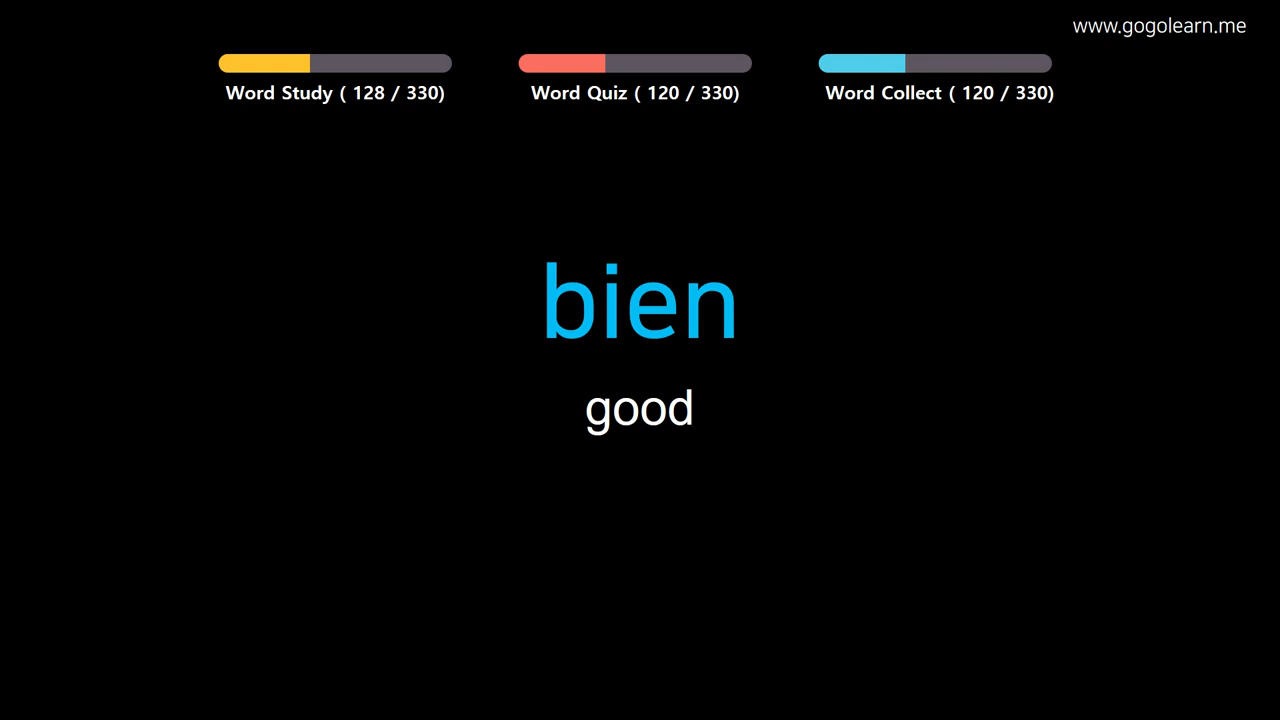 www.gogolearn.me
Word Study ( 128 / 330)
Word Quiz ( 120 / 330)
Word Collect ( 120 / 330)
bien
good